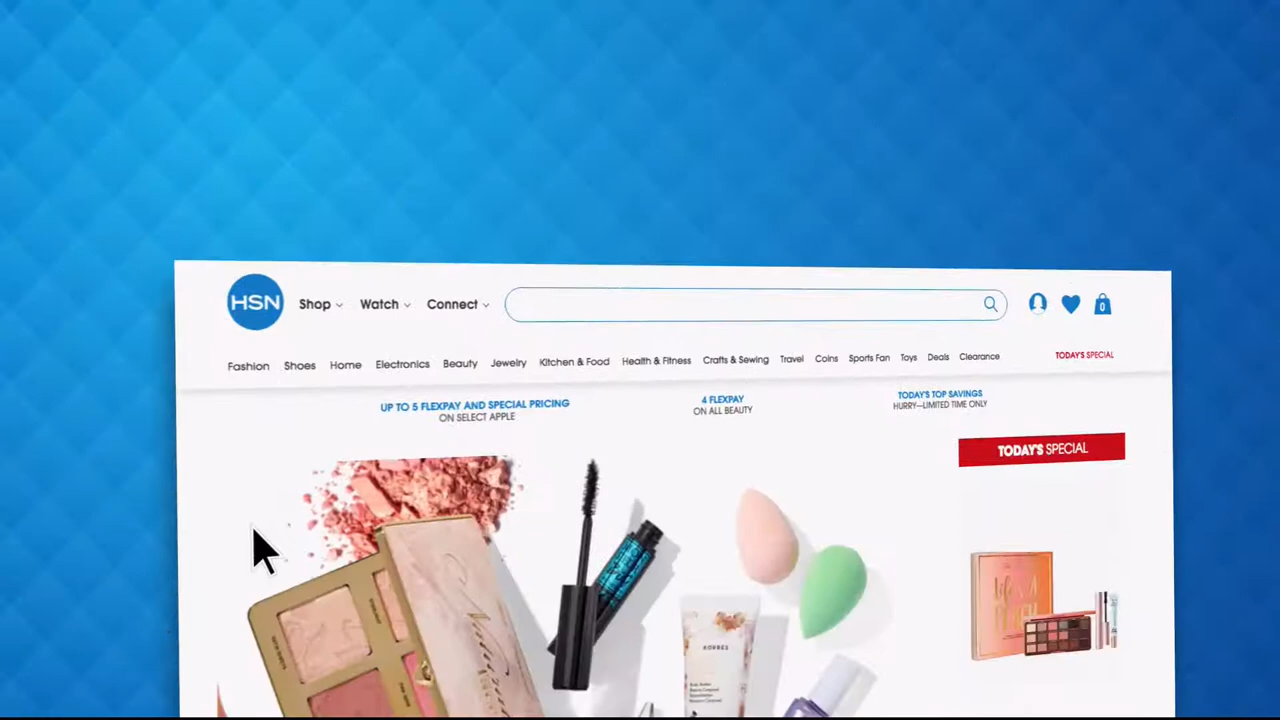 HSN Shop Watch Connect 0
Fashion Shoes Home Electronics Beauty Jewelry Kitchen & Food Health & Fitness Crafts & Sewing Travel Coins Sports Fan Toys Deals Clearance TODAY'S SPECIAL
UP TO 5 FLEXPAY AND SPECIAL PRICING
ON SELECT APPLE
4 FLEXPAY
ON ALL BEAUTY
TODAY'S TOP SAVINGS
HURRY—LIMITED TIME ONLY
TODAY'S SPECIAL
KORRES